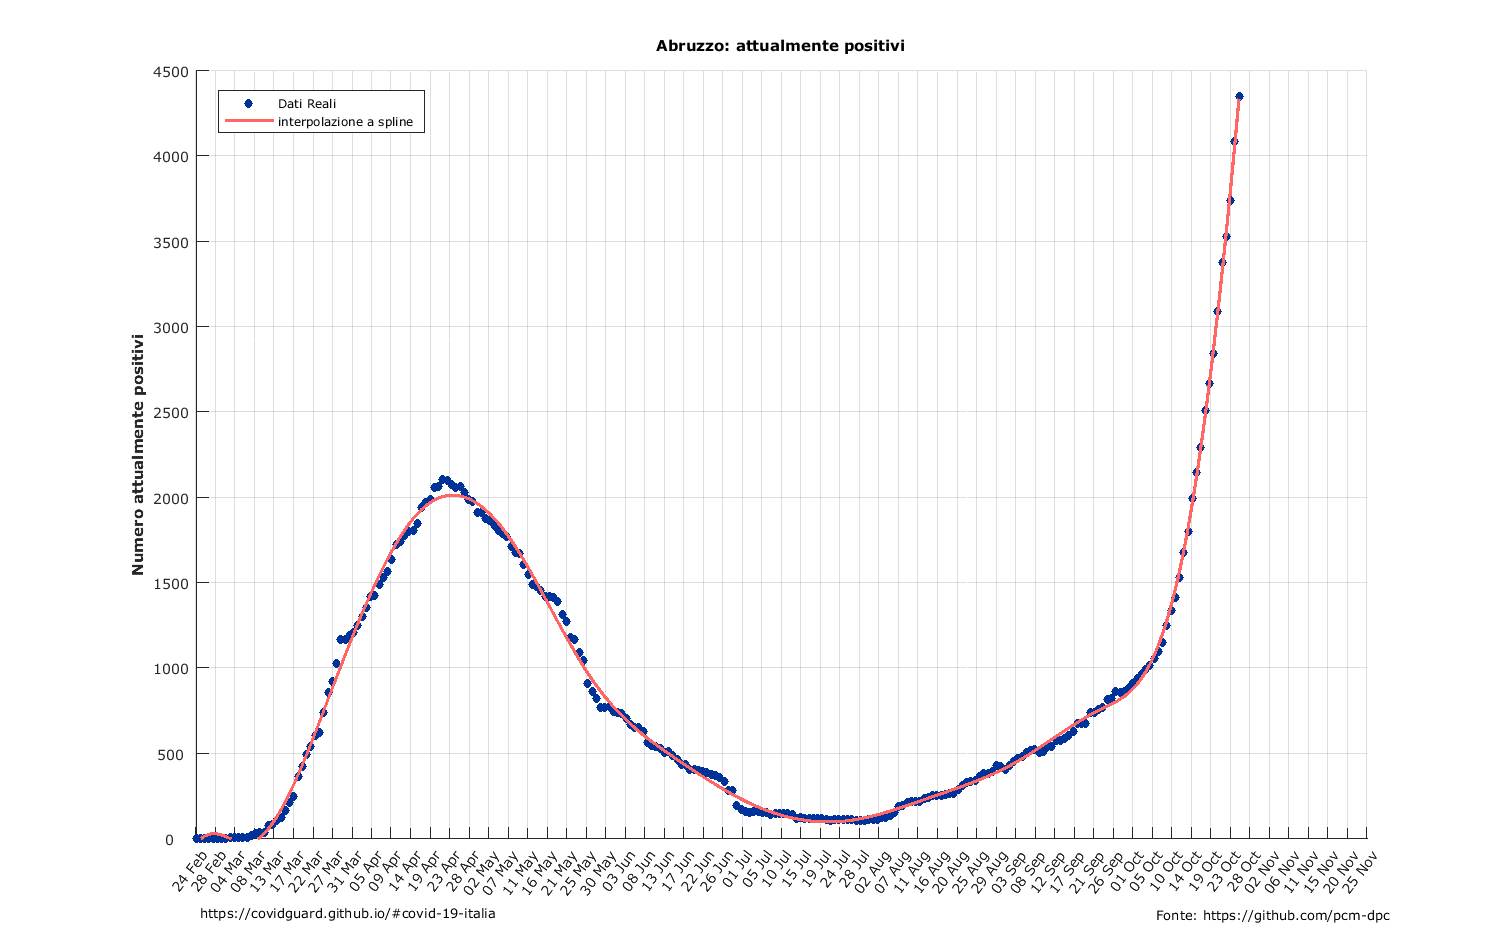 Abruzzo: attualmente positivi
Dati Reali
interpolazione a spline
Numero attualmente positivi
4500
4000
3500
3000
2500
2000
1500
1000
500
0
24 Feb
28 Feb
04 Mar
08 Mar
13 Mar
17 Mar
22 Mar
27 Mar
31 Mar
05 Apr
09 Apr
14 Apr
19 Apr
23 Apr
28 Apr
02 May
07 May
11 May
16 May
21 May
25 May
30 May
03 Jun
08 Jun
13 Jun
17 Jun
22 Jun
26 Jun
01 Jul
05 Jul
10 Jul
15 Jul
19 Jul
24 Jul
28 Jul
02 Aug
07 Aug
11 Aug
16 Aug
20 Aug
25 Aug
29 Aug
03 Sep
08 Sep
12 Sep
17 Sep
21 Sep
26 Sep
01 Oct
05 Oct
10 Oct
14 Oct
19 Oct
23 Oct
28 Oct
02 Nov
06 Nov
11 Nov
15 Nov
20 Nov
25 Nov
https://covidguard.github.io/#covid-19-italia
Fonte: https://github.com/pcm-dpc